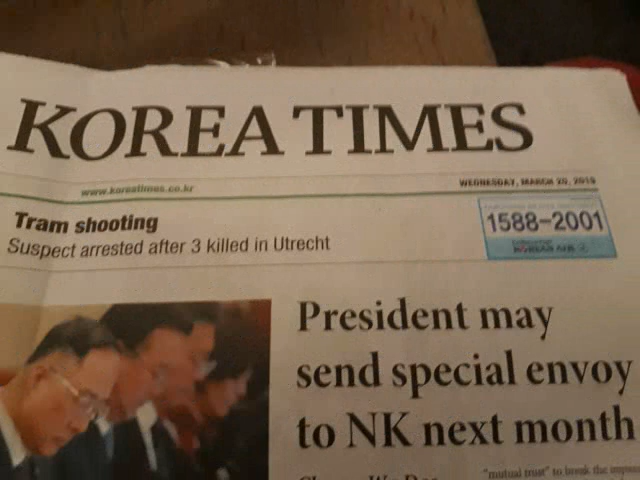 KOREA TIMES
www.koreatimes.co.kr
WEDNESDAY, MARCH 20, 2019
Tram shooting
Suspect arrested after 3 killed in Utrecht
1588-2001
KOREAN AIR
President may
send special envoy
to NK next month
"mutual trust" to break the